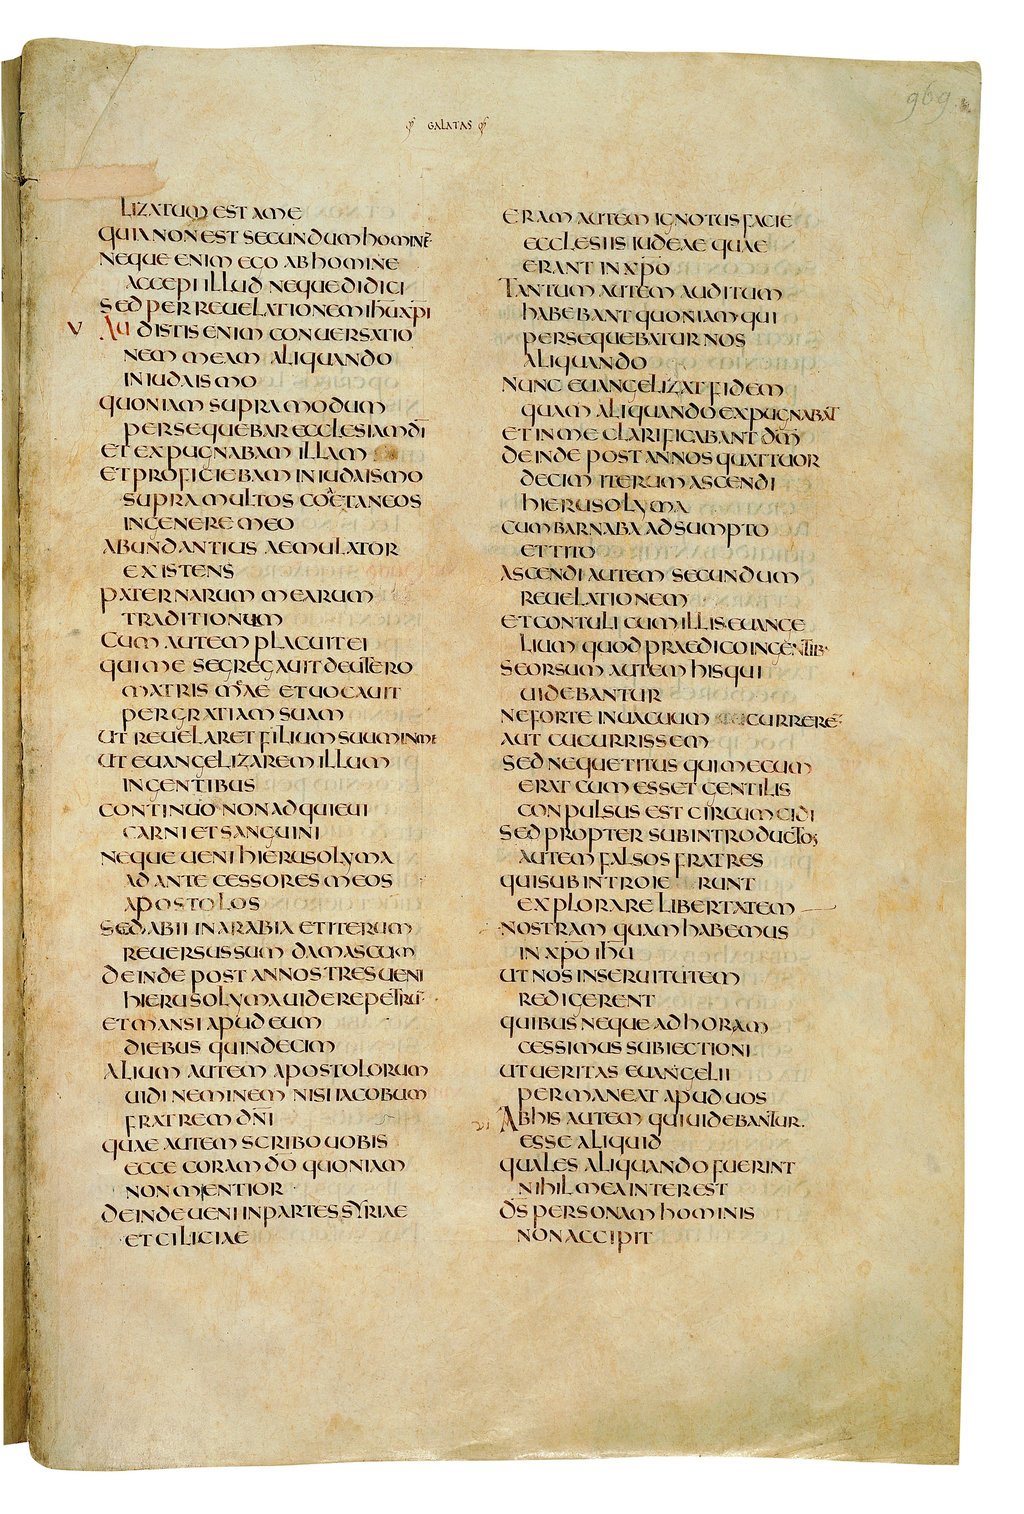 GALATAS
969
LIZATUM EST A ME
QUIA NON EST SECUNDUM HOMINĒ
NEQUE ENIM EGO AB HOMINE
ACCEPI ILLUD NEQUE DIDICI
SED PER REUELATIONEM IHU XPI
V AUDISTIS ENIM CONUERSATIO
NEM MEAM ALIQUANDO
IN IUDAISMO
QUONIAM SUPRA MODUM
PERSEQUEBAR ECCLESIAM DI
ET EXPUGNABAM ILLAM
ET PROFICIEBAM IN IUDAISMO
SUPRA MULTOS COETANEOS
IN GENERE MEO
ABUNDANTIUS AEMULATOR
EXISTENS
PATERNARUM MEARUM
TRADITIONUM
CUM AUTEM PLACUIT EI
QUI ME SEGREGAUIT DE UTERO
MATRIS MEAE ET UOCAUIT
PER GRATIAM SUAM
UT REUELARET FILIUM SUUM IN ME
UT EUANGELIZAREM ILLUM
IN GENTIBUS
CONTINUO NON ADQUIEUI
CARNI ET SANGUINI
NEQUE UENI HIERUSOLYMA
AD ANTECESSORES MEOS
APOSTOLOS
SED ABII IN ARABIA ET ITERUM
REUERSUS SUM DAMASCUM
DEINDE POST ANNOS TRES UENI
HIERUSOLYMA UIDERE PETRŪ
ET MANSI APUD EUM
DIEBUS QUINDECIM
ALIUM AUTEM APOSTOLORUM
UIDI NEMINEM NISI IACOBUM
FRATREM DNI
QUAE AUTEM SCRIBO UOBIS
ECCE CORAM DO QUONIAM
NON MENTIOR
DEINDE UENI IN PARTES SYRIAE
ET CILICIAE
ERAM AUTEM IGNOTUS FACIE
ECCLESIIS IUDEAE QUAE
ERANT IN XPO
TANTUM AUTEM AUDITUM
HABEBANT QUONIAM QUI
PERSEQUEBATUR NOS
ALIQUANDO
NUNC EUANGELIZAT FIDEM
QUAM ALIQUANDO EXPUGNABAT
ET IN ME CLARIFICABANT DM
DEINDE POST ANNOS QUATTUOR
DECIM ITERUM ASCENDI
HIERUSOLYMA
CUM BARNABA ADSUMPTO
ET TITO
ASCENDI AUTEM SECUNDUM
REUELATIONEM
ET CONTULI CUM ILLIS EUANGE
LIUM QUOD PRAEDICO IN GENTIB·
SEORSUM AUTEM HIS QUI
UIDEBANTUR
NE FORTE IN UACUUM CURRERE
AUT CUCURRISSEM
SED NEQUE TITUS QUI MECUM
ERAT CUM ESSET GENTILIS
CONPULSUS EST CIRCUMCIDI
SED PROPTER SUBINTRODUCTOS
AUTEM FALSOS FRATRES
QUI SUBINTROIE RUNT
EXPLORARE LIBERTATEM
NOSTRAM QUAM HABEMUS
IN XPO IHU
UT NOS IN SERUITUTEM
REDIGERENT
QUIBUS NEQUE AD HORAM
CESSIMUS SUBIECTIONI
UT UERITAS EUANGELII
PERMANEAT APUD UOS
VI AB HIS AUTEM QUI UIDEBANTUR
ESSE ALIQUID
QUALES ALIQUANDO FUERINT
NIHIL MEA INTEREST
DS PERSONAM HOMINIS
NON ACCIPIT